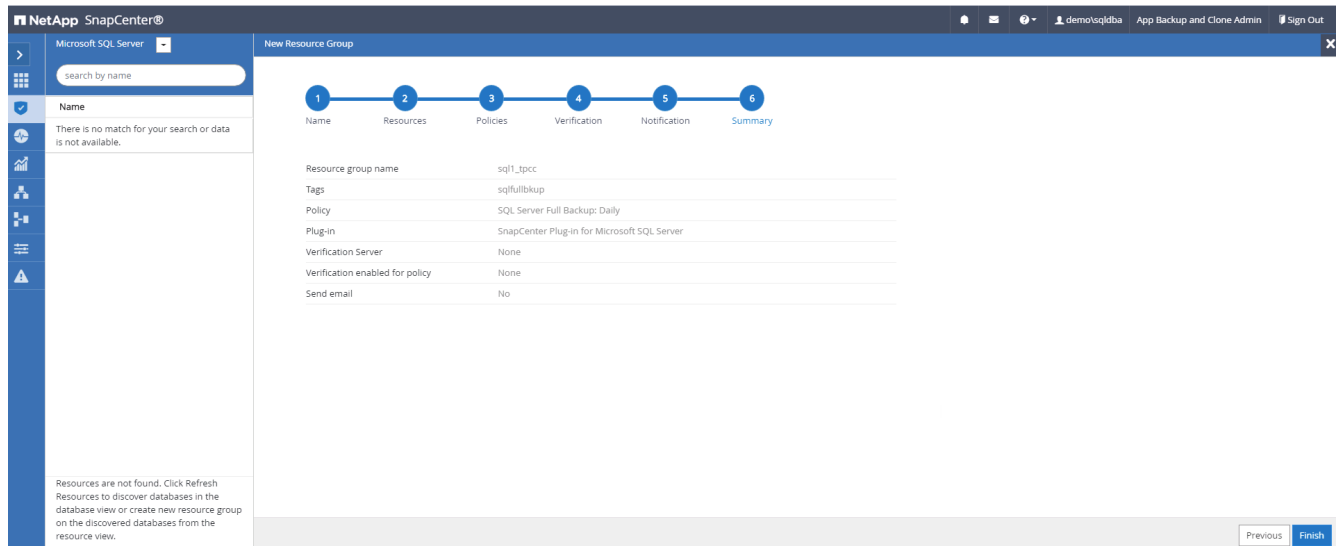 NetApp SnapCenter®
demo\sqldba
App Backup and Clone Admin
Sign Out
Microsoft SQL Server
search by name
Name
There is no match for your search or data
is not available.
Resources are not found. Click Refresh
Resources to discover databases in the
database view or create new resource group
on the discovered databases from the
resource view.
New Resource Group
1 2 3 4 5 6
Name Resources Policies Verification Notification Summary
Resource group name sql1_tpcc
Tags sqlfullbkup
Policy SQL Server Full Backup: Daily
Plug-in SnapCenter Plug-in for Microsoft SQL Server
Verification Server None
Verification enabled for policy None
Send email No
Previous Finish